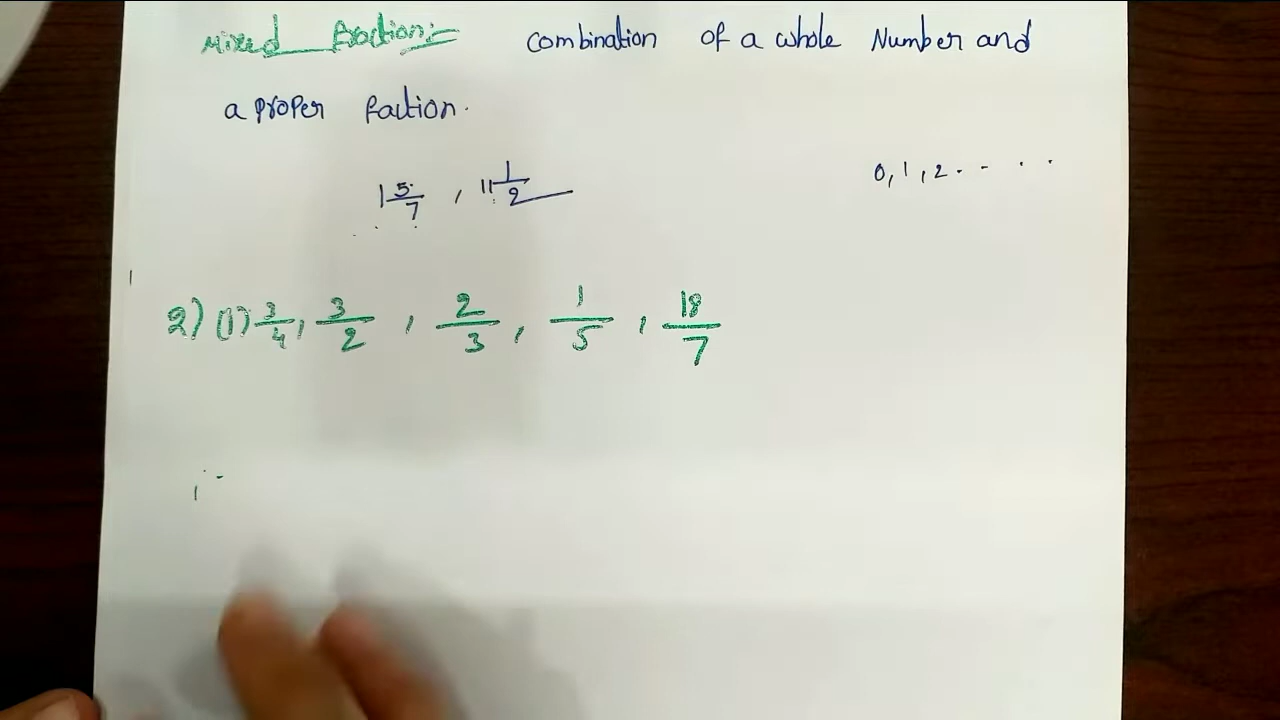 Mixed fraction:- combination of a whole Number and
a proper faction.
1 5/7 , 11 1/2 0, 1, 2 - - . .
2) (i) 3/4, 3/2 , 2/3 , 1/5 , 18/7